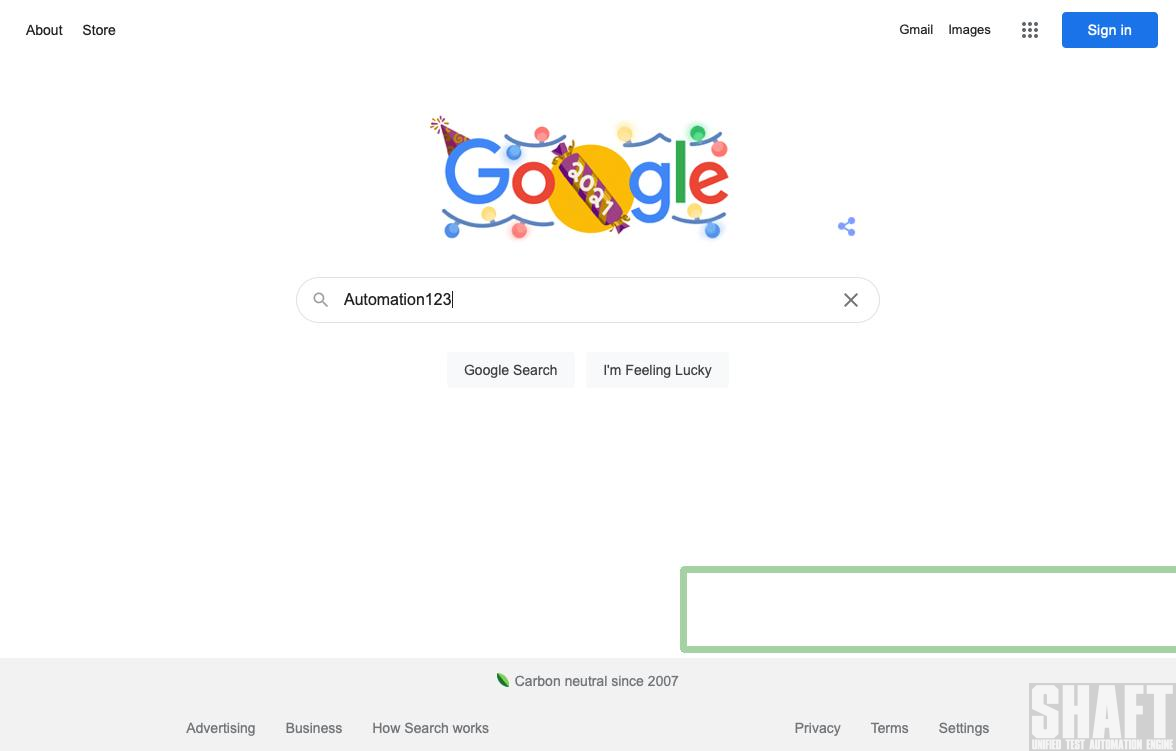 About Store
Gmail Images
Sign in
Google
2021
Automation123
Google Search
I'm Feeling Lucky
Carbon neutral since 2007
Advertising Business How Search works
Privacy Terms Settings
SHAFT
UNIFIED TEST AUTOMATION ENGINE